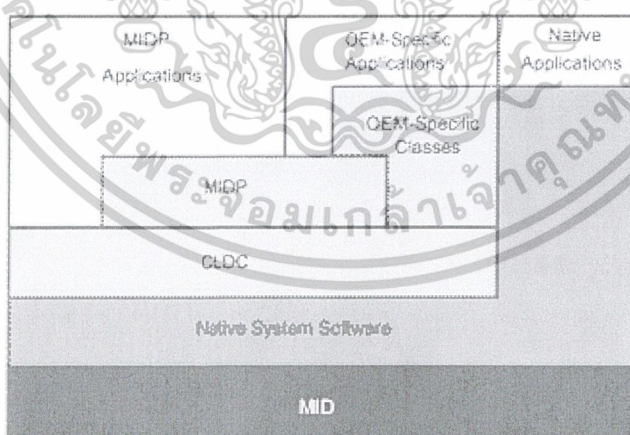 MIDP
Applications
OEM-Specific
Applications
Native
Applications
OEM-Specific
Classes
MIDP
CLDC
Native System Software
MID